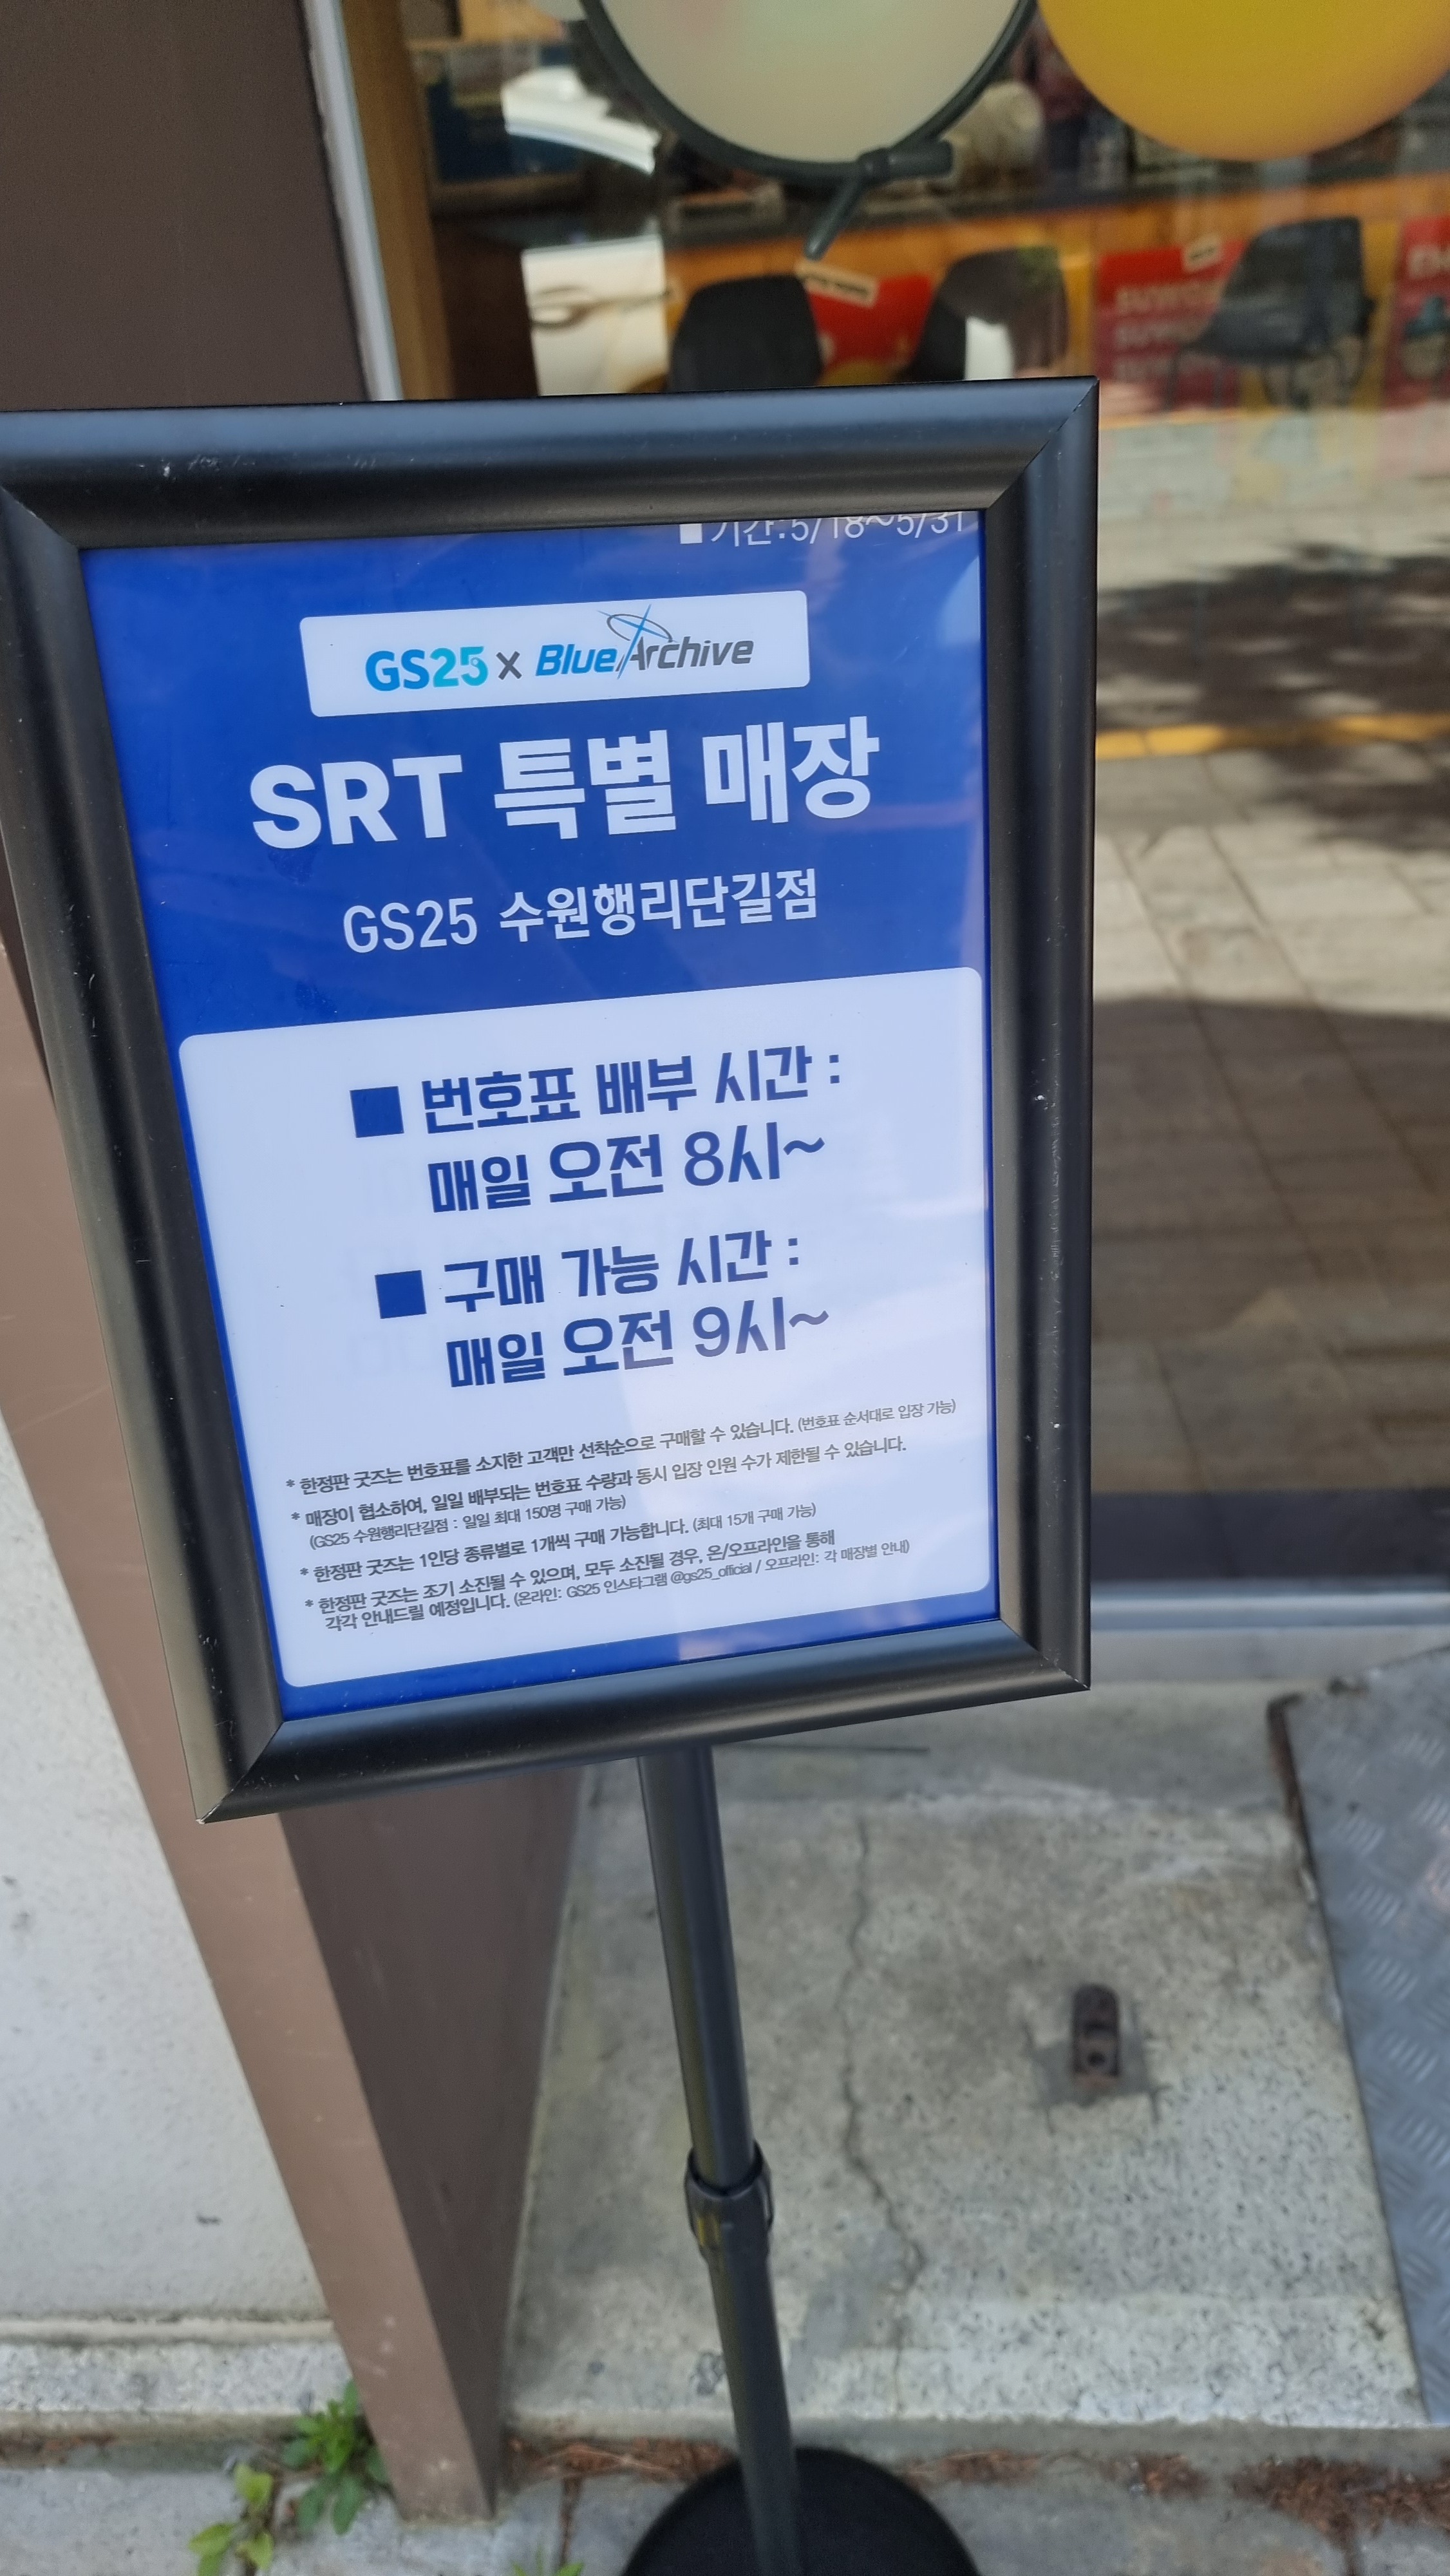 ■ 기간:5/18~5/31
GS25 x Blue Archive
SRT 특별 매장
GS25 수원행리단길점
■ 번호표 배부 시간 :
매일 오전 8시~
■ 구매 가능 시간 :
매일 오전 9시~
* 한정판 굿즈는 번호표를 소지한 고객만 선착순으로 구매할 수 있습니다. (번호표 순서대로 입장 가능)
* 매장이 협소하여, 일일 배부되는 번호표 수량과 동시 입장 인원 수가 제한될 수 있습니다.
(GS25 수원행리단길점 : 일일 최대 150명 구매 가능)
* 한정판 굿즈는 1인당 종류별로 1개씩 구매 가능합니다. (최대 15개 구매 가능)
* 한정판 굿즈는 조기 소진될 수 있으며, 모두 소진될 경우, 온/오프라인을 통해
각각 안내드릴 예정입니다. (온라인: GS25 인스타그램 @gs25_official / 오프라인: 각 매장별 안내)